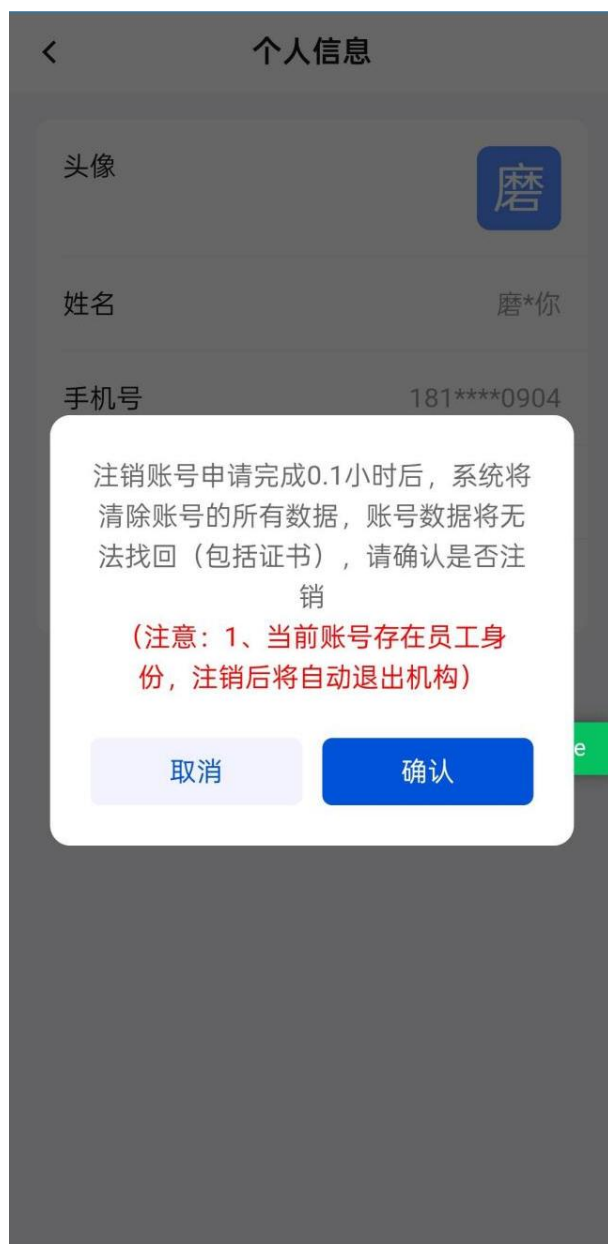 个人信息
头像
磨
姓名
磨*你
手机号
181****0904
注销账号申请完成0.1小时后，系统将
清除账号的所有数据，账号数据将无
法找回（包括证书），请确认是否注
销
（注意：1、当前账号存在员工身
份，注销后将自动退出机构）
取消
确认
e